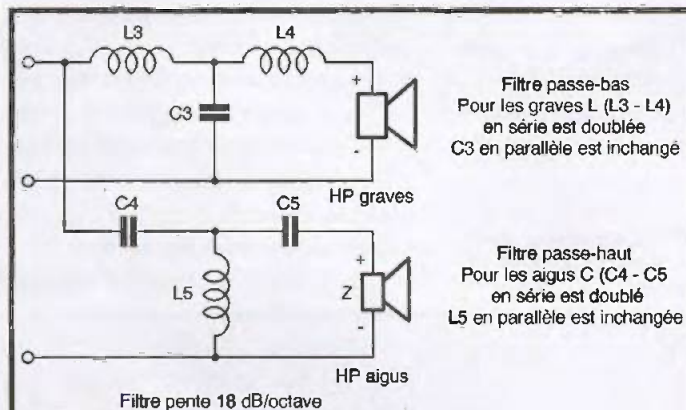 L3
L4
+
C3
-
HP graves
Filtre passe-bas
Pour les graves L (L3 - L4)
en série est doublée
C3 en parallèle est inchangé
C4
C5
+
L5
Z
-
HP aigus
Filtre passe-haut
Pour les aigus C (C4 - C5
en série est doublé
L5 en parallèle est inchangée
Filtre pente 18 dB/octave